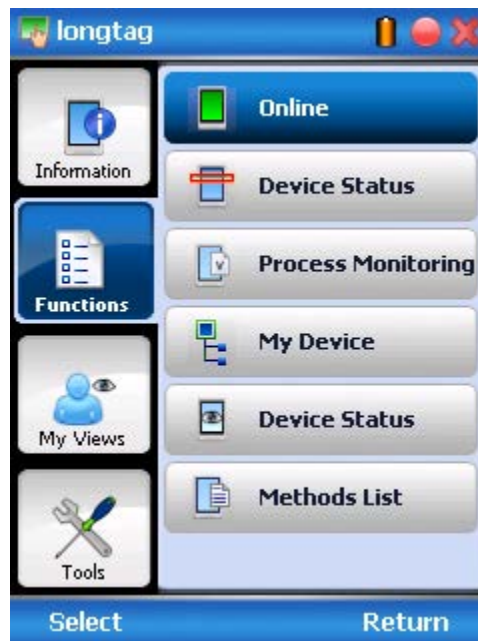 longtag
Information
Functions
My Views
Tools
Online
Device Status
Process Monitoring
My Device
Device Status
Methods List
Select
Return